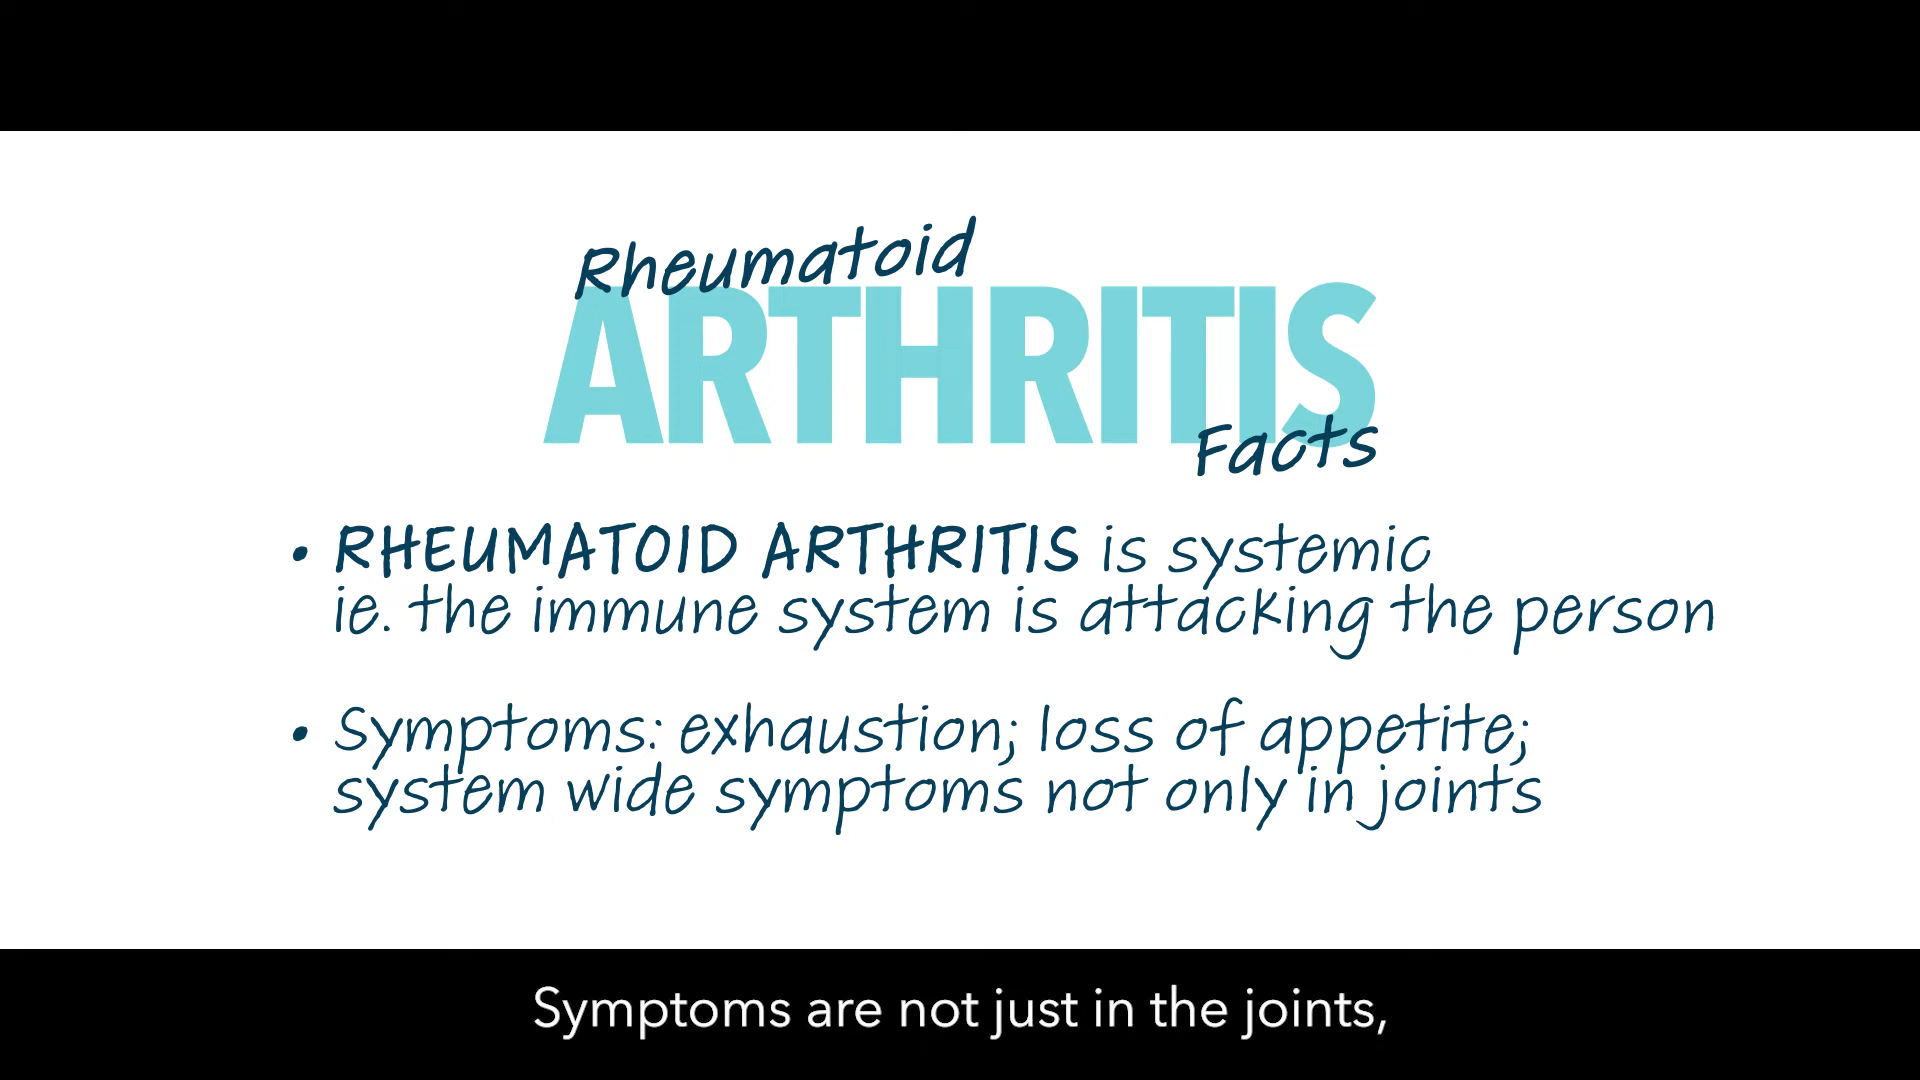 Rheumatoid
ARTHRITIS
Facts
• RHEUMATOID ARTHRITIS is systemic
ie. the immune system is attacking the person
• Symptoms: exhaustion; loss of appetite;
system wide symptoms not only in joints
Symptoms are not just in the joints,